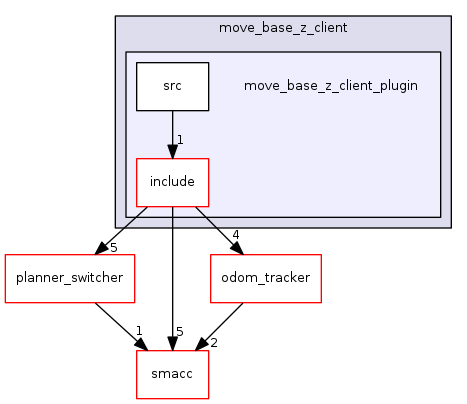 move_base_z_client
src
move_base_z_client_plugin
1
include
5
4
planner_switcher
odom_tracker
1
5
2
smacc